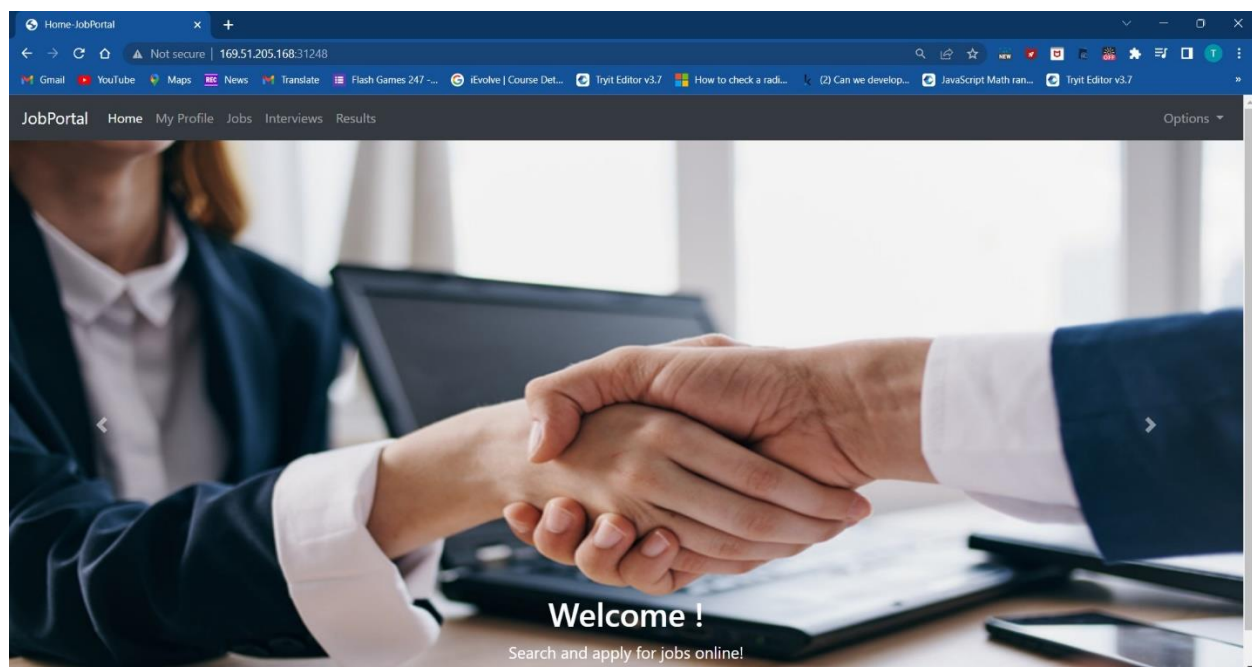 Home-JobPortal
Not secure | 169.51.205.168:31248
Gmail YouTube Maps News Translate Flash Games 247 -... iEvolve | Course Det... Tryit Editor v3.7 How to check a radi... (2) Can we develop... JavaScript Math ran... Tryit Editor v3.7 »
JobPortal Home My Profile Jobs Interviews Results Options
Welcome !
Search and apply for jobs online!